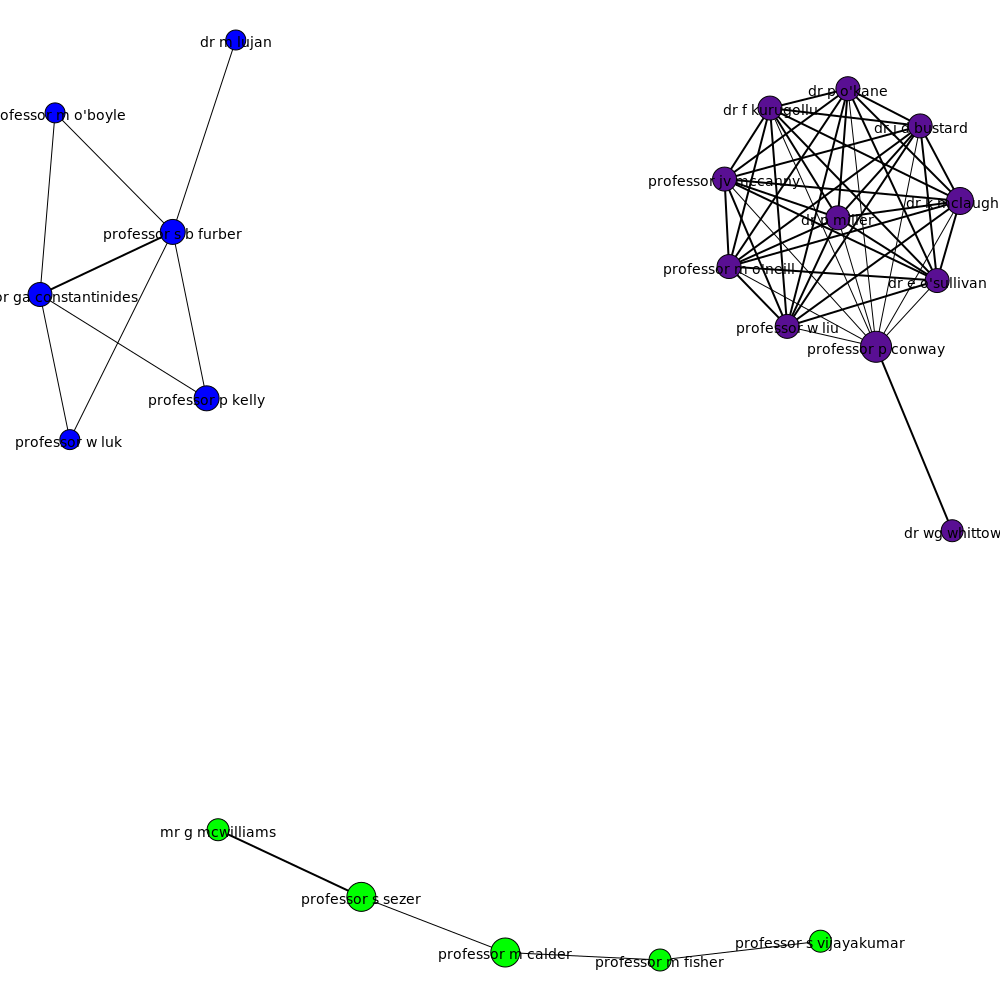 dr m lujan
ofessor m o'boyle
professor s b furber
or ga constantinides
professor p kelly
professor w luk
dr p o'kane
dr f kurugollu
dr j d bustard
professor jv mccanny
dr k mclaugh
dr p miller
professor m o'neill
dr e o'sullivan
professor w liu
professor p conway
dr wg whittow
mr g mcwilliams
professor s sezer
professor m calder
professor s vijayakumar
professor m fisher